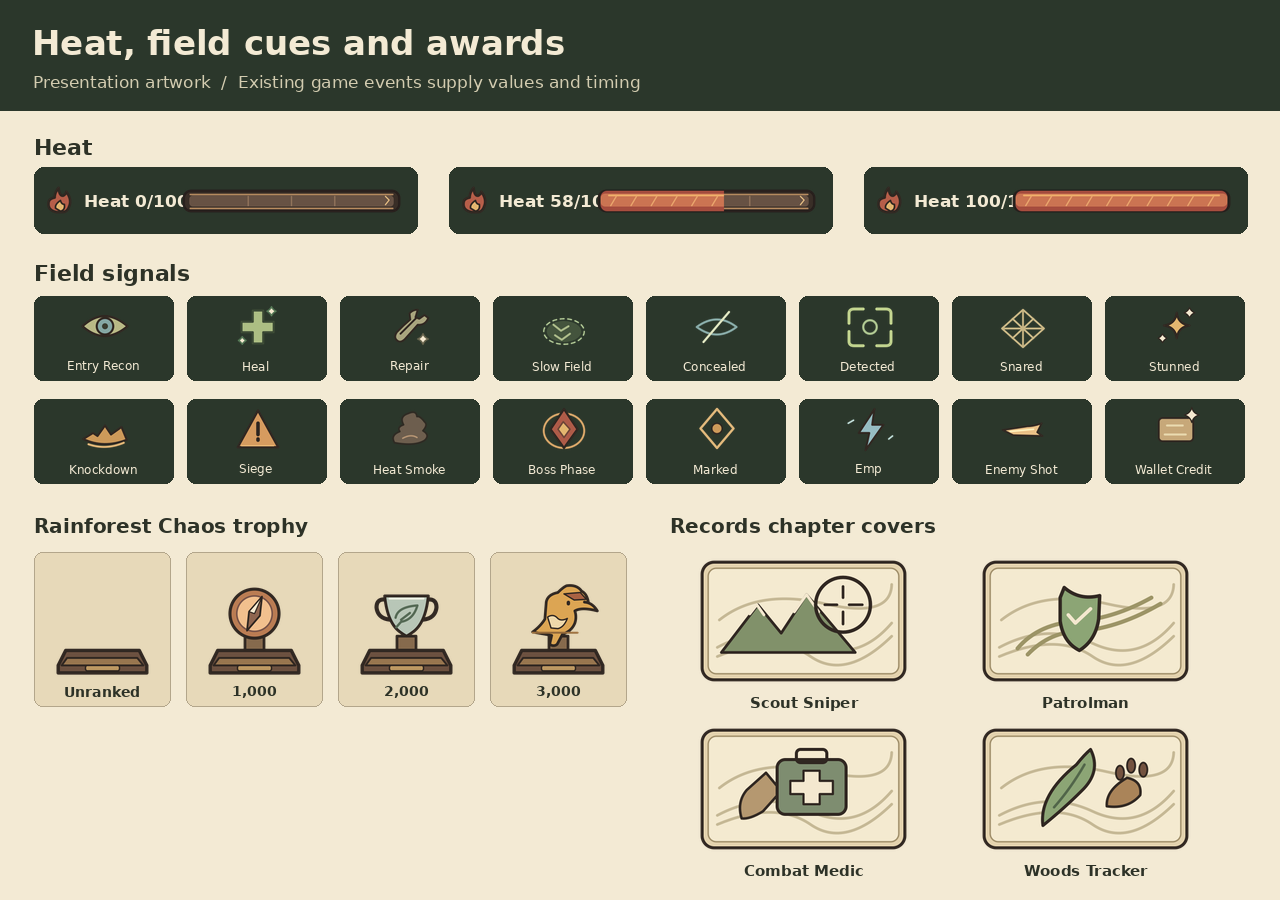 Heat, field cues and awards
Presentation artwork / Existing game events supply values and timing
Heat
Heat 0/100
Heat 58/10
Heat 100/1
Field signals
Entry Recon
Heal
Repair
Slow Field
Concealed
Detected
Snared
Stunned
Knockdown
Siege
Heat Smoke
Boss Phase
Marked
Emp
Enemy Shot
Wallet Credit
Rainforest Chaos trophy
Unranked
1,000
2,000
3,000
Records chapter covers
Scout Sniper
Patrolman
Combat Medic
Woods Tracker